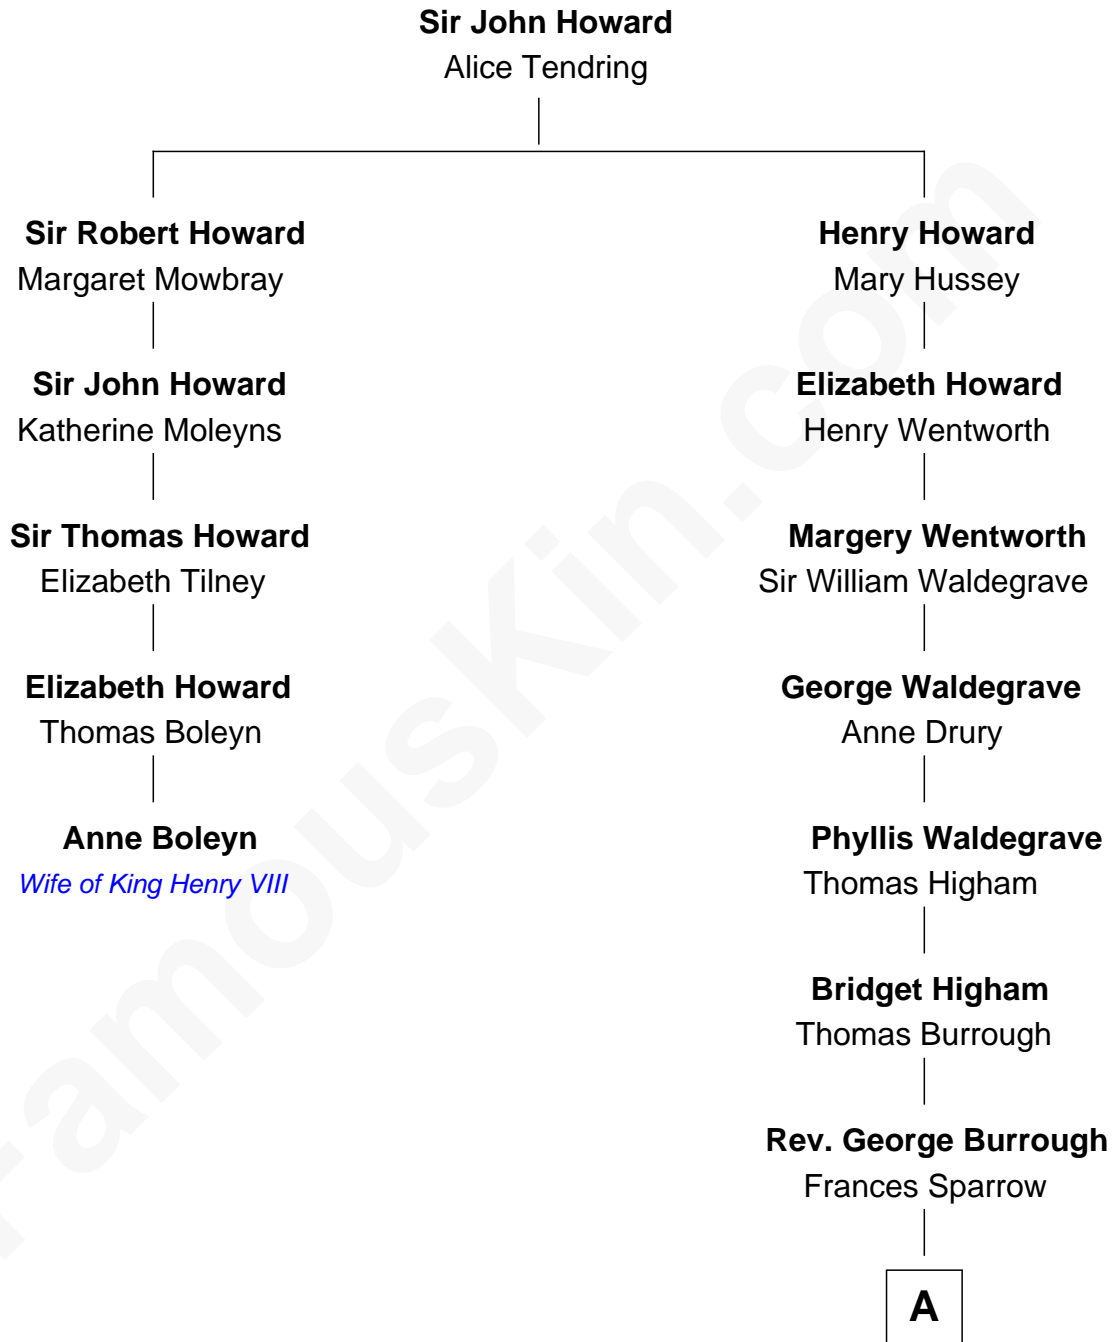 Sir John Howard
Alice Tendring
Sir Robert Howard
Margaret Mowbray
Henry Howard
Mary Hussey
Sir John Howard
Katherine Moleyns
Elizabeth Howard
Henry Wentworth
Sir Thomas Howard
Elizabeth Tilney
Margery Wentworth
Sir William Waldegrave
Elizabeth Howard
Thomas Boleyn
George Waldegrave
Anne Drury
Anne Boleyn
Wife of King Henry VIII
Phyllis Waldegrave
Thomas Higham
Bridget Higham
Thomas Burrough
Rev. George Burrough
Frances Sparrow
A
FamousKin.com